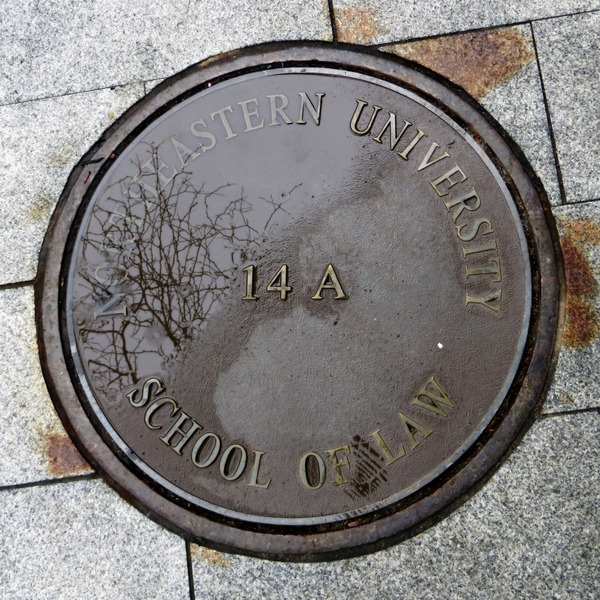 NORTHEASTERN UNIVERSITY
14 A
SCHOOL OF LAW